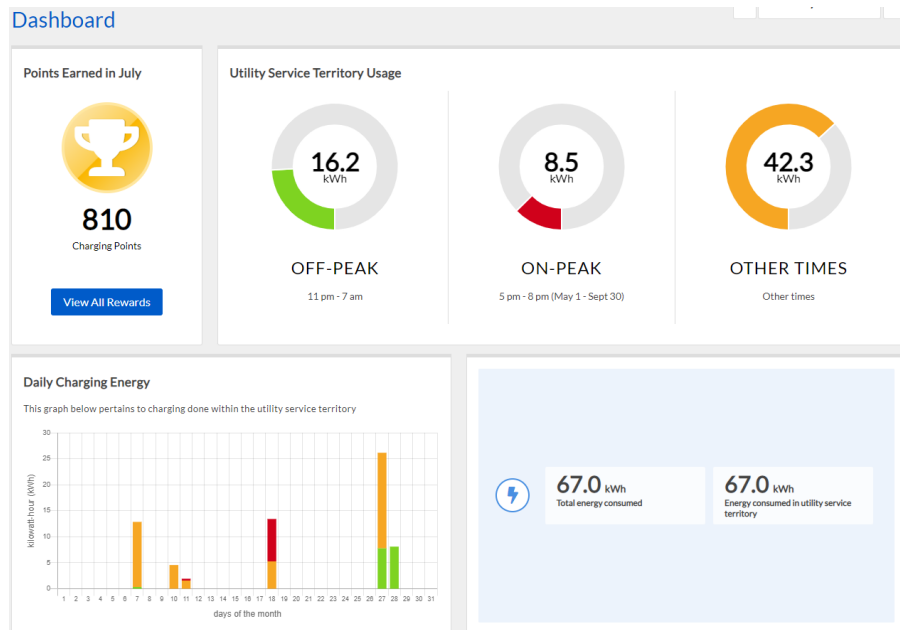 Dashboard
Points Earned in July
810
Charging Points
View All Rewards
Utility Service Territory Usage
16.2
kWh
OFF-PEAK
11 pm - 7 am
8.5
kWh
ON-PEAK
5 pm - 8 pm (May 1 - Sept 30)
42.3
kWh
OTHER TIMES
Other times
Daily Charging Energy
This graph below pertains to charging done within the utility service territory
kilowatt-hour (kWh)
30
25
20
15
10
5
0
1 2 3 4 5 6 7 8 9 10 11 12 13 14 15 16 17 18 19 20 21 22 23 24 25 26 27 28 29 30 31
days of the month
67.0 kWh
Total energy consumed
67.0 kWh
Energy consumed in utility service
territory